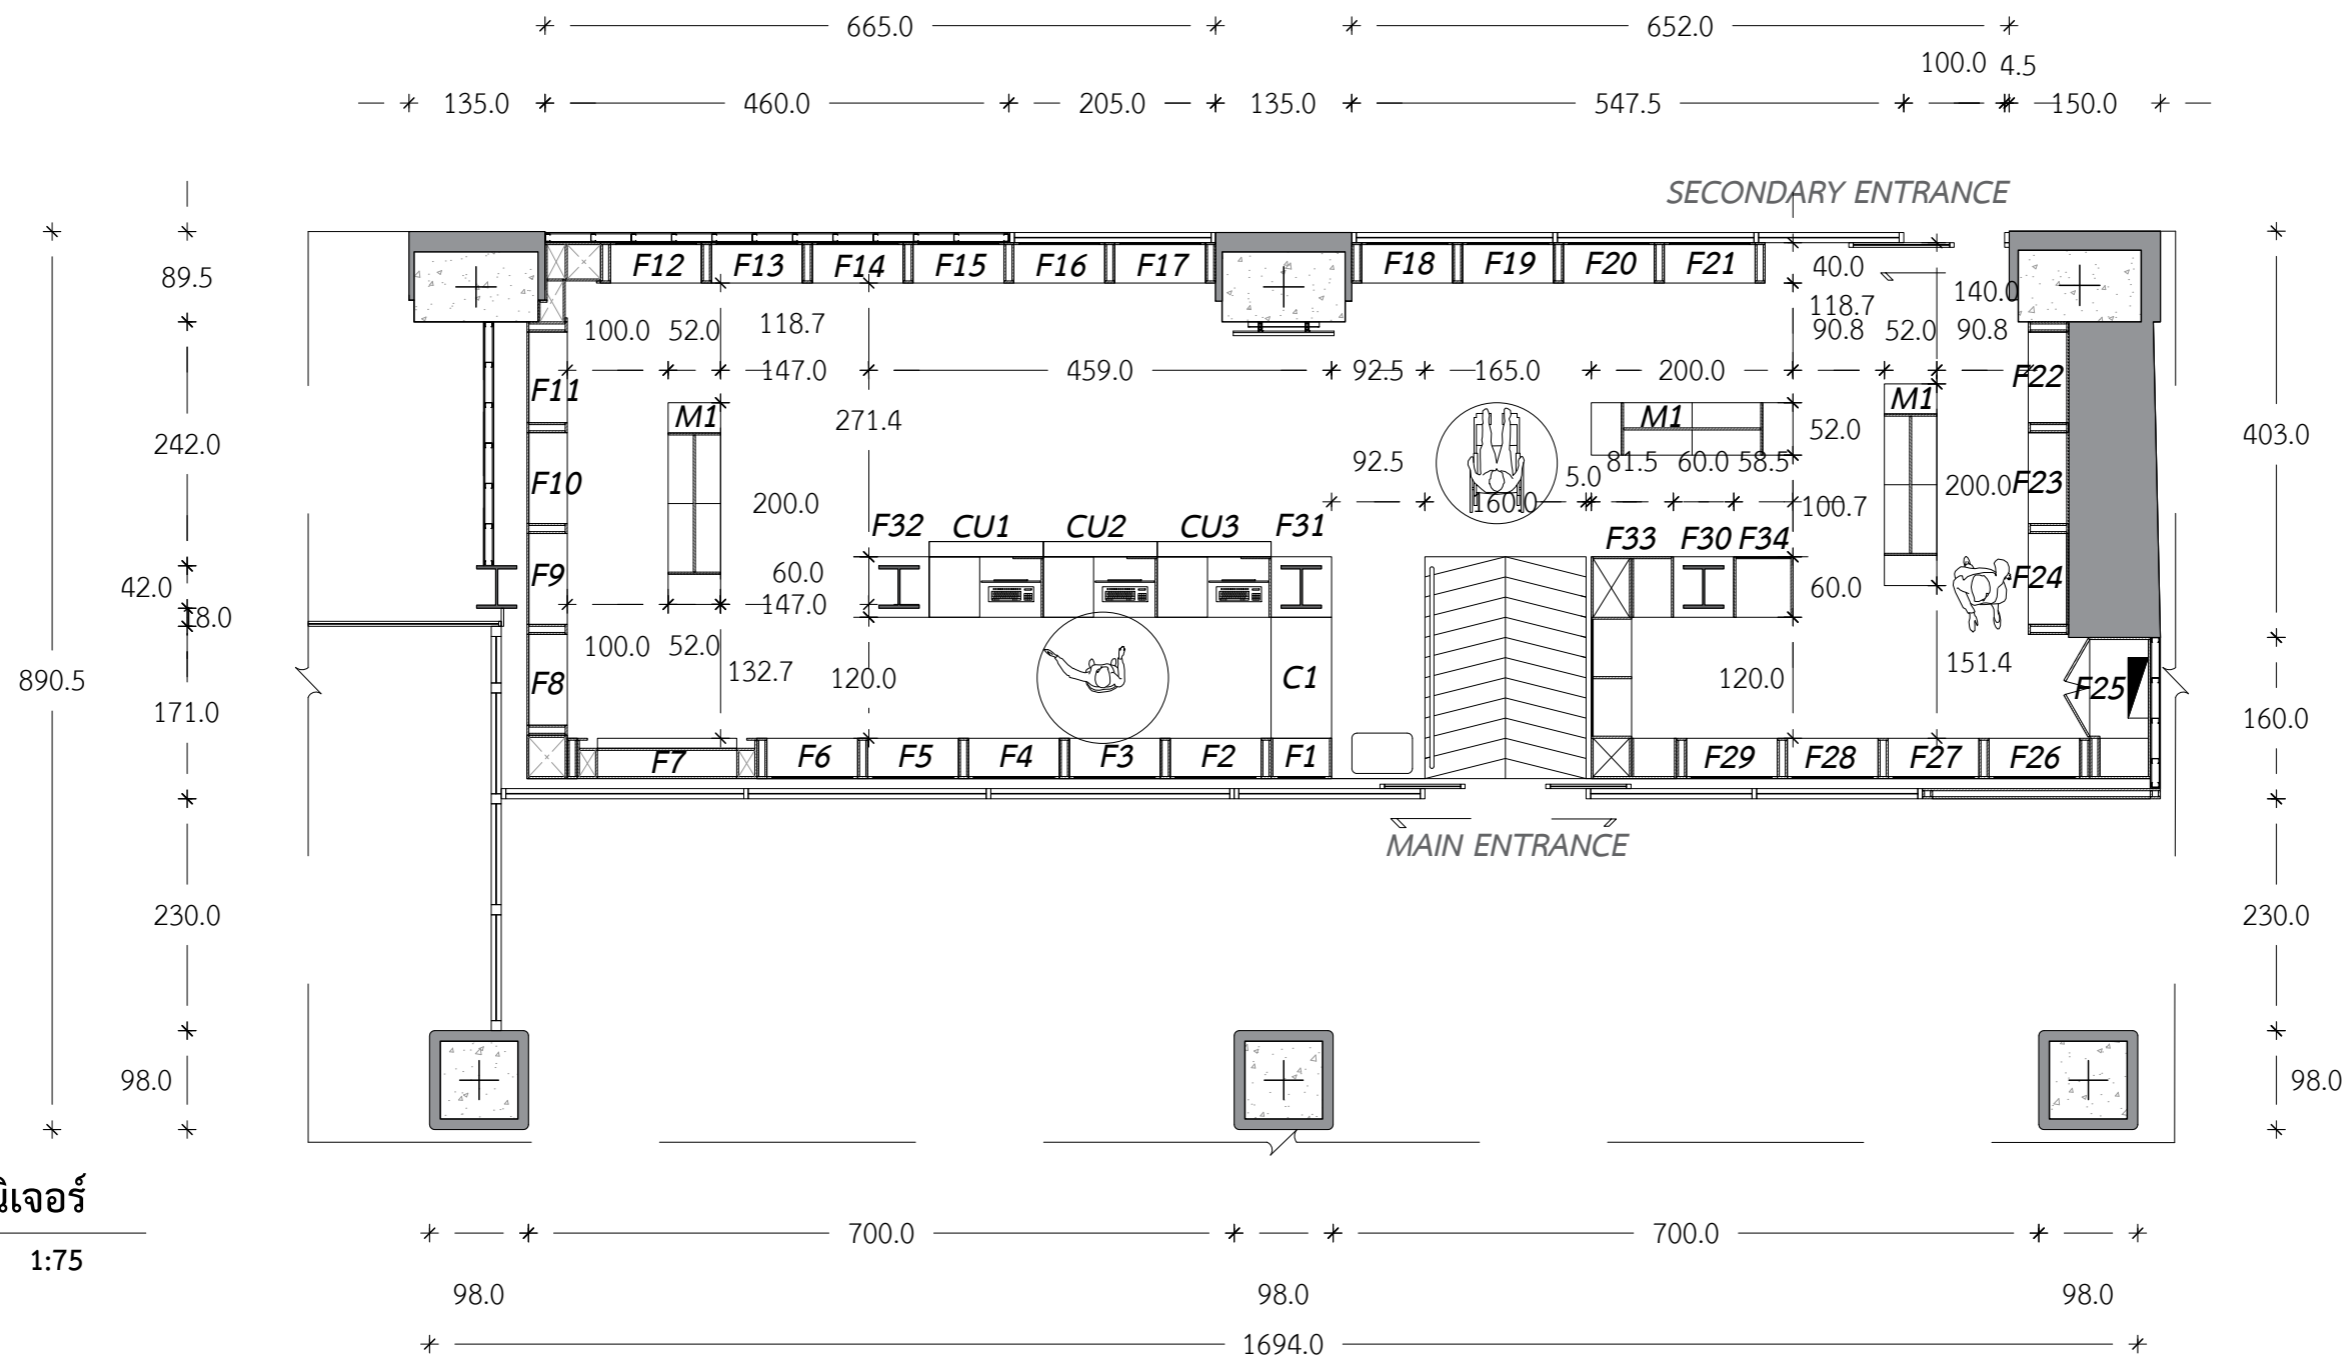 665.0 652.0
100.0 4.5
135.0 460.0 205.0 135.0 547.5 150.0
SECONDARY ENTRANCE
F12 F13 F14 F15 F16 F17 F18 F19 F20 F21 40.0
89.5 140.0
118.7
100.0 52.0 118.7 90.8 52.0 90.8
147.0 459.0 92.5 165.0 200.0 F22
F11 M1 271.4 M1 M1
242.0 52.0 403.0
92.5 81.5 60.0 58.5
5.0
F10 200.0 160.0 200.0 F23
100.7
F32 CU1 CU2 CU3 F31 F33 F30 F34
42.0 F9 60.0 60.0 F24
18.0 147.0
100.0 52.0
890.5 F8 132.7 120.0 C1 120.0 151.4 F25
171.0 160.0
F7 F6 F5 F4 F3 F2 F1 F29 F28 F27 F26
MAIN ENTRANCE
230.0 230.0
98.0 98.0
นิเจอร์
700.0 700.0
1:75
98.0 98.0 98.0
1694.0